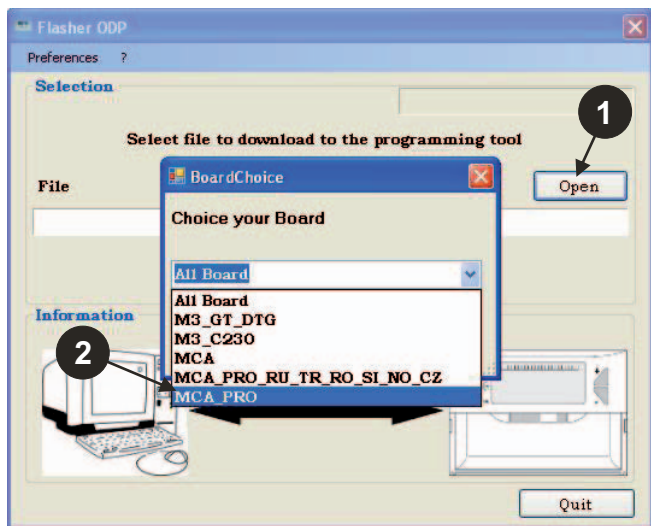 Flasher ODP
Preferences ?
Selection
1
Select file to download to the programming tool
File
Open
BoardChoice
Choice your Board
All Board
All Board
M3_GT_DTG
M3_C230
MCA
MCA_PRO_RU_TR_RO_SI_NO_CZ
MCA_PRO
Information
2
Quit